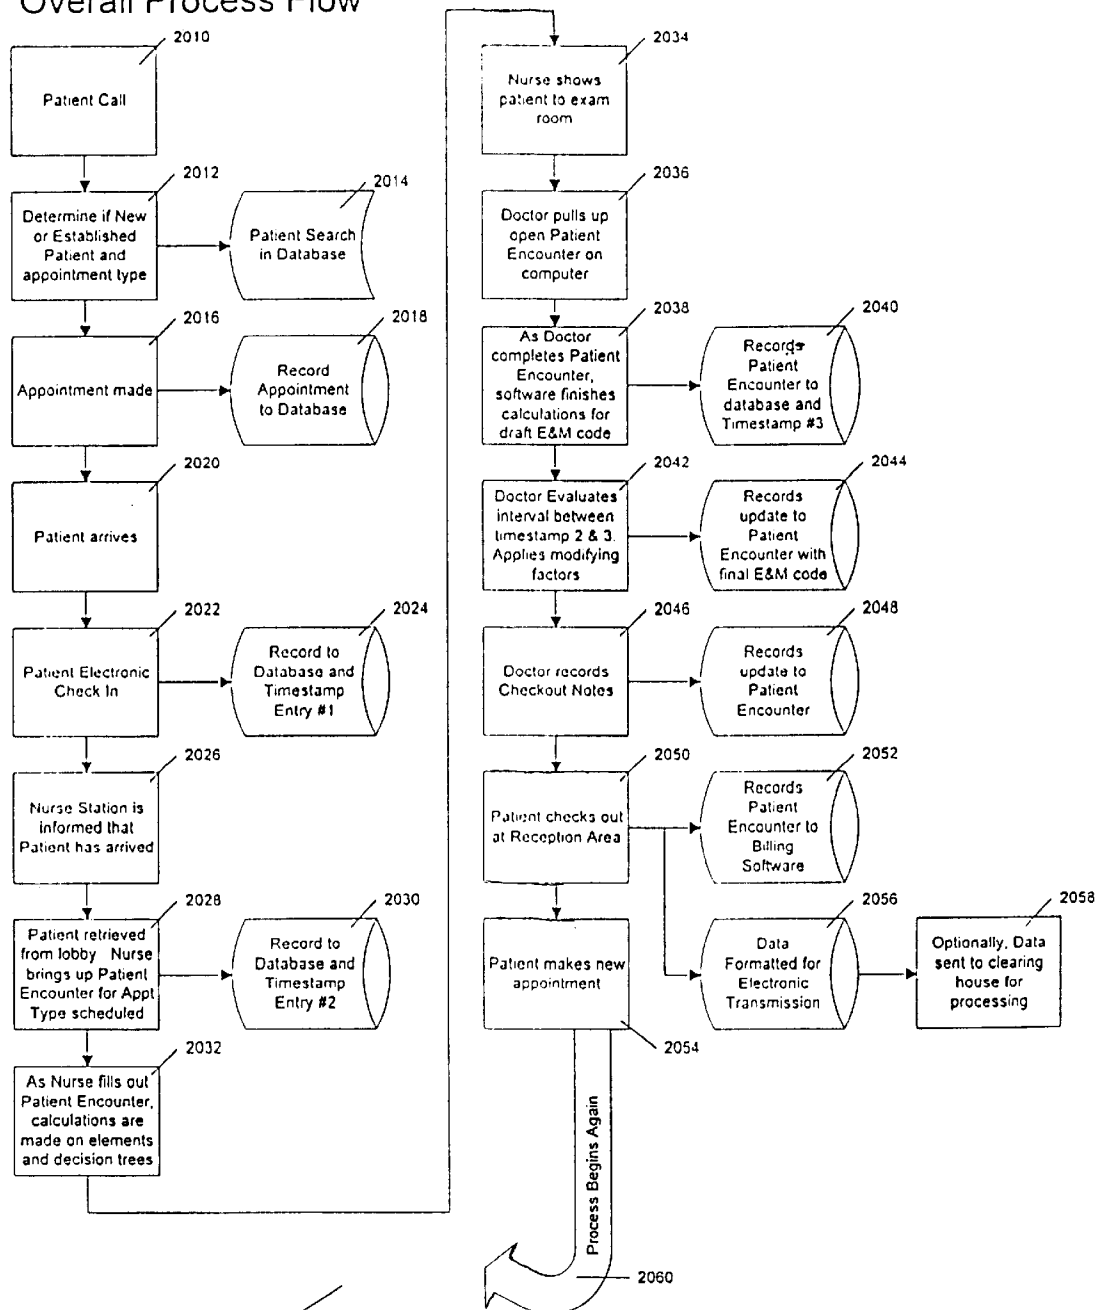 Overall Process Flow
2010
Patient Call
2012
Determine if New
or Established
Patient and
appointment type
2014
Patient Search
in Database
2016
Appointment made
2018
Record
Appointment
to Database
2020
Patient arrives
2022
Patient Electronic
Check In
2024
Record to
Database and
Timestamp
Entry #1
2026
Nurse Station is
informed that
Patient has arrived
2028
Patient retrieved
from lobby Nurse
brings up Patient
Encounter for Appt
Type scheduled
2030
Record to
Database and
Timestamp
Entry #2
2032
As Nurse fills out
Patient Encounter,
calculations are
made on elements
and decision trees
2034
Nurse shows
patient to exam
room
2036
Doctor pulls up
open Patient
Encounter on
computer
2038
As Doctor
completes Patient
Encounter,
software finishes
calculations for
draft E&M code
2040
Records
Patient
Encounter to
database and
Timestamp #3
2042
Doctor Evaluates
interval between
timestamp 2 & 3.
Applies modifying
factors
2044
Records
update to
Patient
Encounter with
final E&M code
2046
Doctor records
Checkout Notes
2048
Records
update to
Patient
Encounter
2050
Patient checks out
at Reception Area
2052
Records
Patient
Encounter to
Billing
Software
2054
Patient makes new
appointment
2056
Data
Formatted for
Electronic
Transmission
2058
Optionally, Data
sent to clearing
house for
processing
Process Begins Again
2060